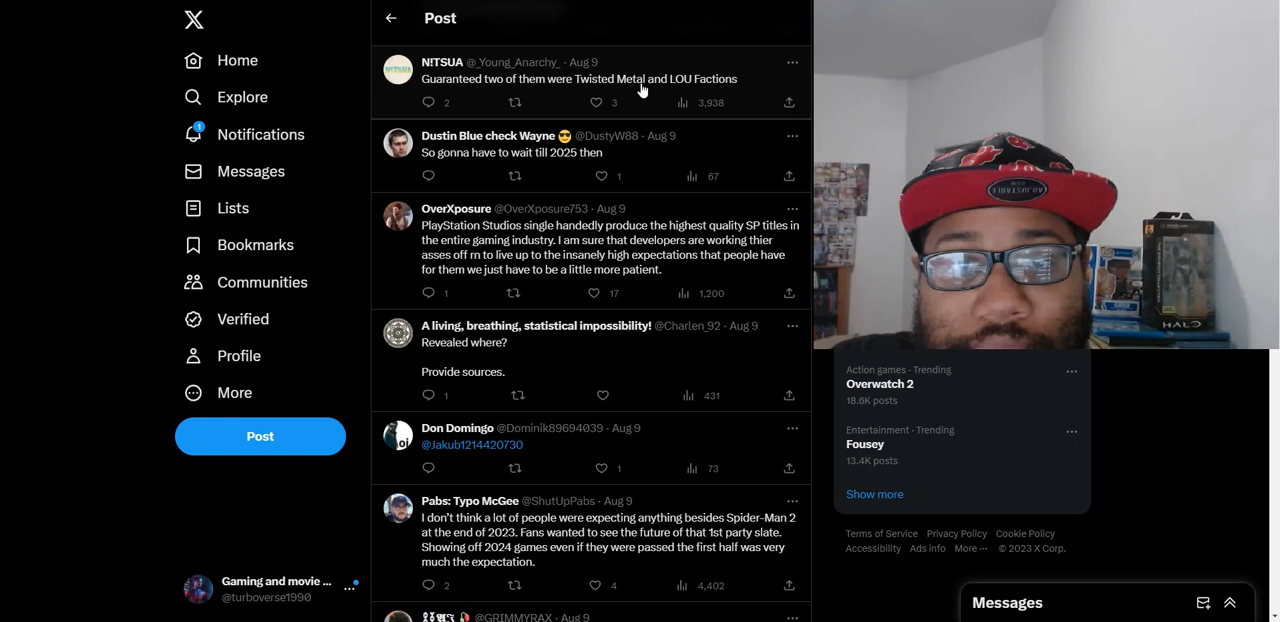 Post
Home
Explore
1
Notifications
Messages
Lists
Bookmarks
Communities
Verified
Profile
More
Post
Gaming and movie ...
@turboverse1990
N!TSUA @_Young_Anarchy_ · Aug 9
Guaranteed two of them were Twisted Metal and LOU Factions
2 3 3,938
Dustin Blue check Wayne 😎 @DustyW88 · Aug 9
So gonna have to wait till 2025 then
1 67
OverXposure @OverXposure753 · Aug 9
PlayStation Studios single handedly produce the highest quality SP titles in
the entire gaming industry. I am sure that developers are working thier
asses off rn to live up to the insanely high expectations that people have
for them we just have to be a little more patient.
1 17 1,200
A living, breathing, statistical impossibility! @Charlen_92 · Aug 9
Revealed where?
Provide sources.
1 431
Don Domingo @Dominik89694039 · Aug 9
@Jakub1214420730
1 73
Pabs: Typo McGee @ShutUpPabs · Aug 9
I don't think a lot of people were expecting anything besides Spider-Man 2
at the end of 2023. Fans wanted to see the future of that 1st party slate.
Showing off 2024 games even if they were passed the first half was very
much the expectation.
2 4 4,402
@GRIMMYRAX · Aug 9
ADJUSTABLE
HALO
Action games · Trending
Overwatch 2
18.6K posts
Entertainment · Trending
Fousey
13.4K posts
Show more
Terms of Service Privacy Policy Cookie Policy
Accessibility Ads info More ··· © 2023 X Corp.
Messages